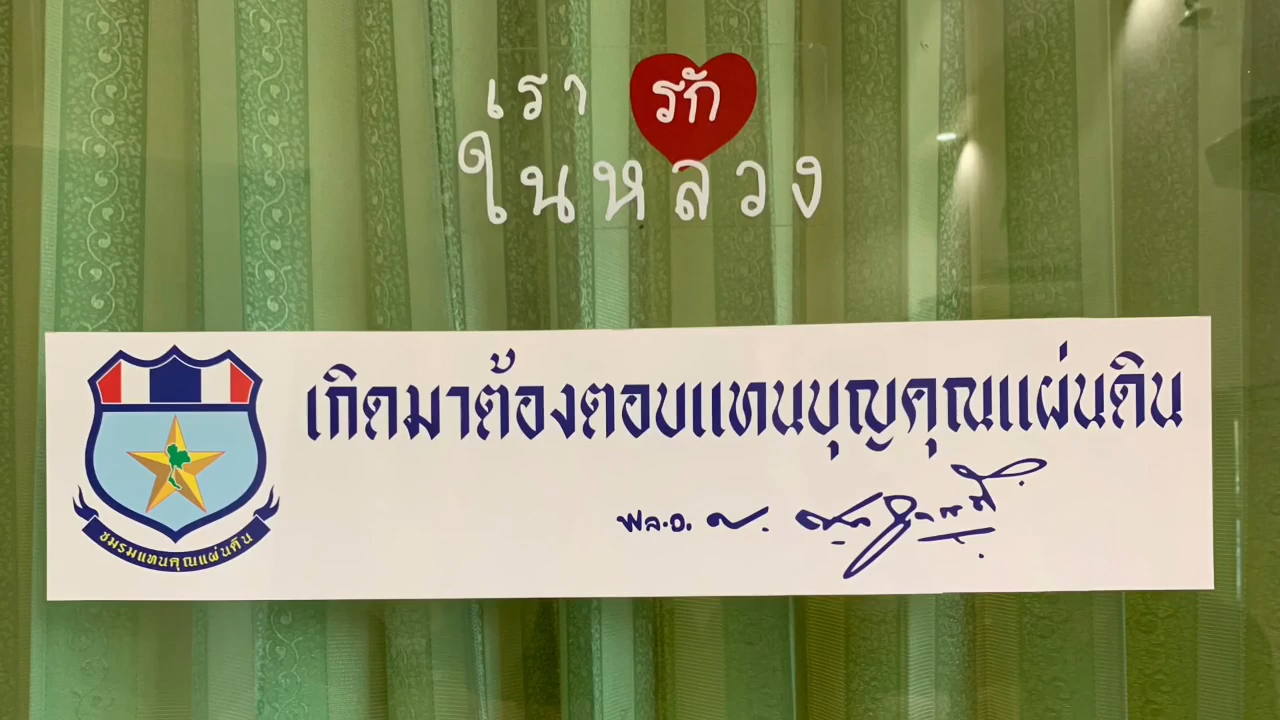 เรา รัก
ในหลวง
เกิดมาต้องตอบแทนบุญคุณแผ่นดิน
พล.อ. ป.
ชมรมแทนคุณแผ่นดิน